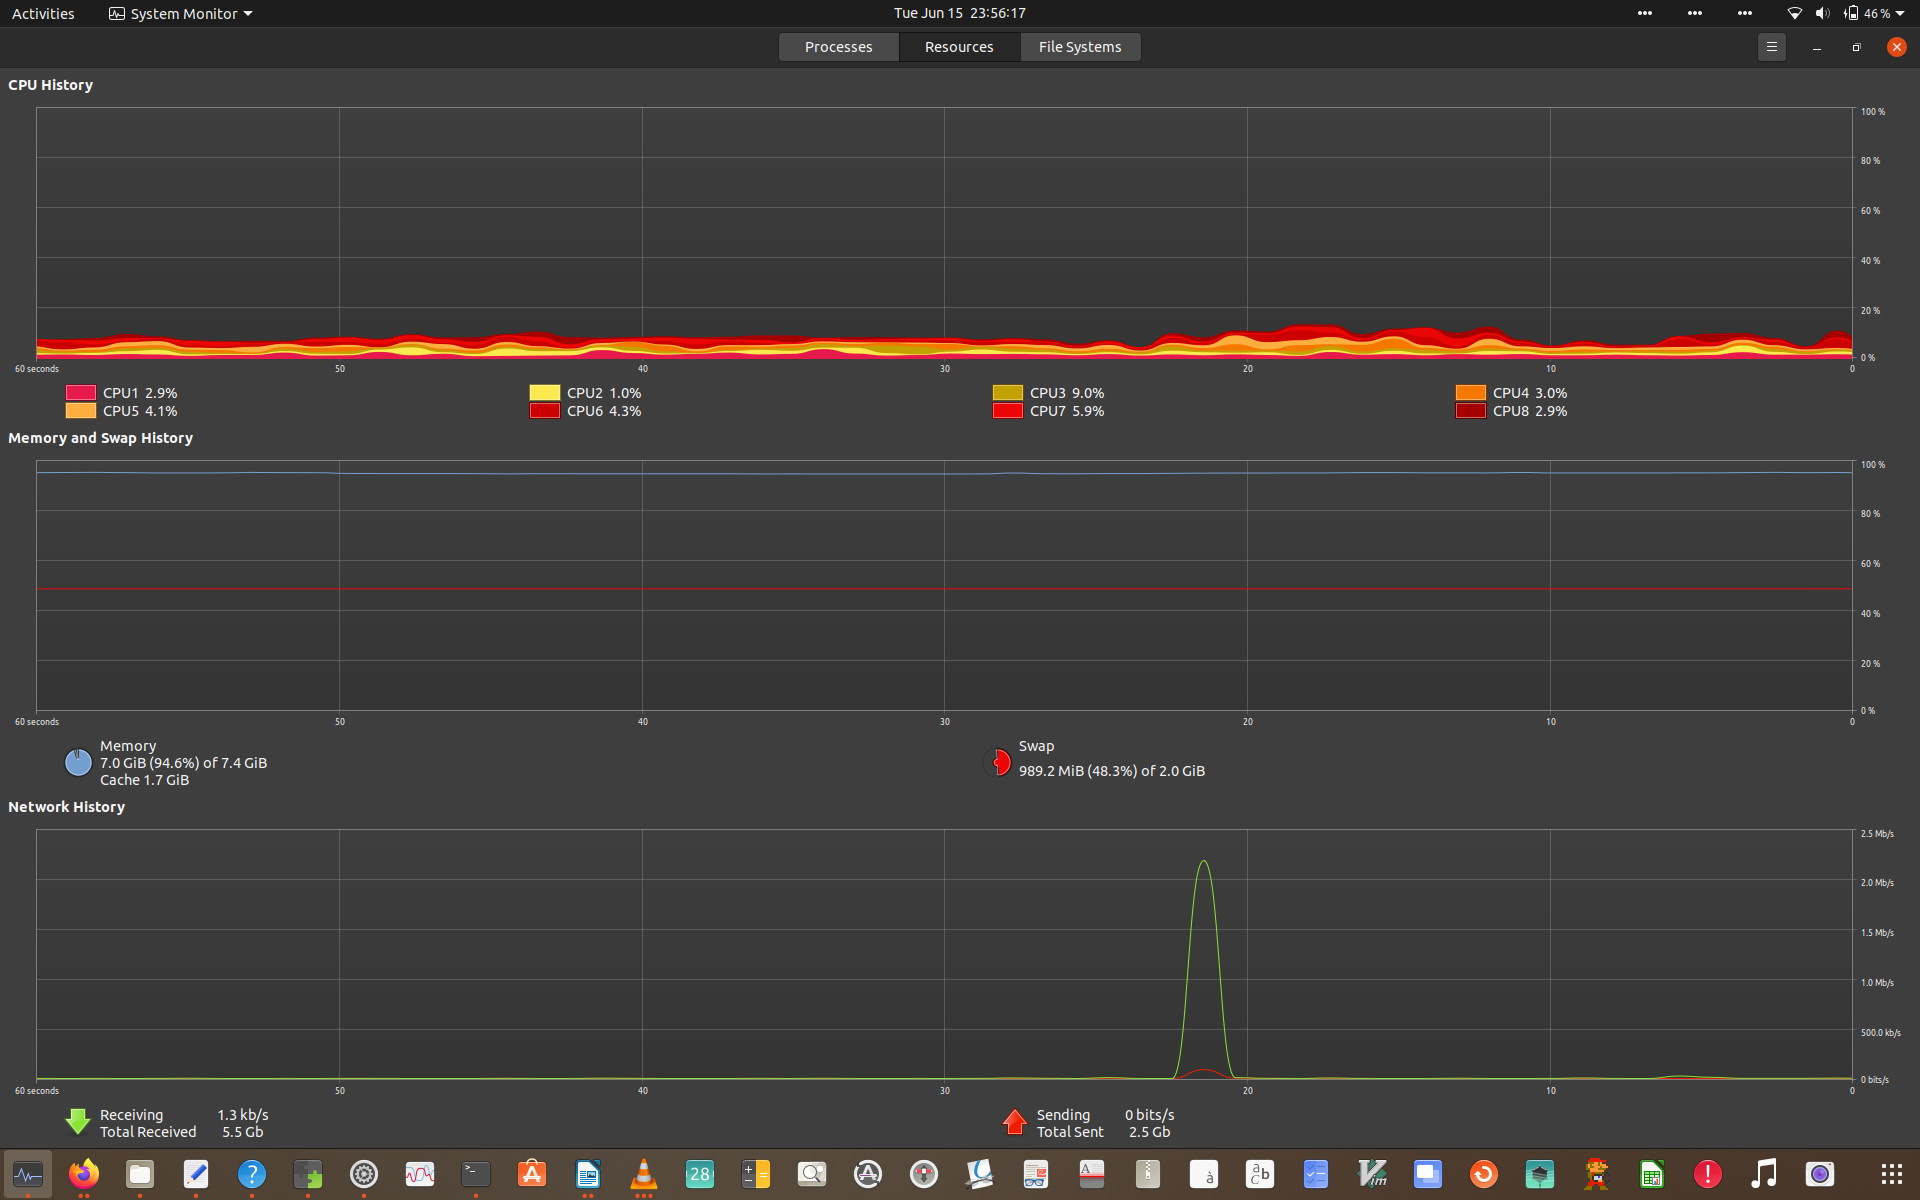 Activities System Monitor Tue Jun 15 23:56:17 46 %
Processes Resources File Systems
CPU History
100 %
80 %
60 %
40 %
20 %
0 %
60 seconds 50 40 30 20 10 0
CPU1 2.9% CPU2 1.0% CPU3 9.0% CPU4 3.0%
CPU5 4.1% CPU6 4.3% CPU7 5.9% CPU8 2.9%
Memory and Swap History
100 %
80 %
60 %
40 %
20 %
0 %
60 seconds 50 40 30 20 10 0
Memory
7.0 GiB (94.6%) of 7.4 GiB
Cache 1.7 GiB
Swap
989.2 MiB (48.3%) of 2.0 GiB
Network History
2.5 Mb/s
2.0 Mb/s
1.5 Mb/s
1.0 Mb/s
500.0 kb/s
0 bits/s
60 seconds 50 40 30 20 10 0
Receiving 1.3 kb/s
Total Received 5.5 Gb
Sending 0 bits/s
Total Sent 2.5 Gb
28